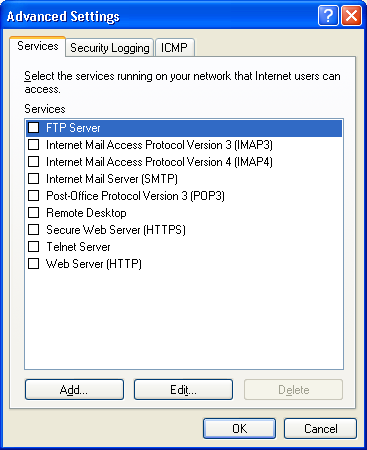 Advanced Settings
Services Security Logging ICMP
Select the services running on your network that Internet users can
access.
Services
FTP Server
Internet Mail Access Protocol Version 3 (IMAP3)
Internet Mail Access Protocol Version 4 (IMAP4)
Internet Mail Server (SMTP)
Post-Office Protocol Version 3 (POP3)
Remote Desktop
Secure Web Server (HTTPS)
Telnet Server
Web Server (HTTP)
Add... Edit... Delete
OK Cancel